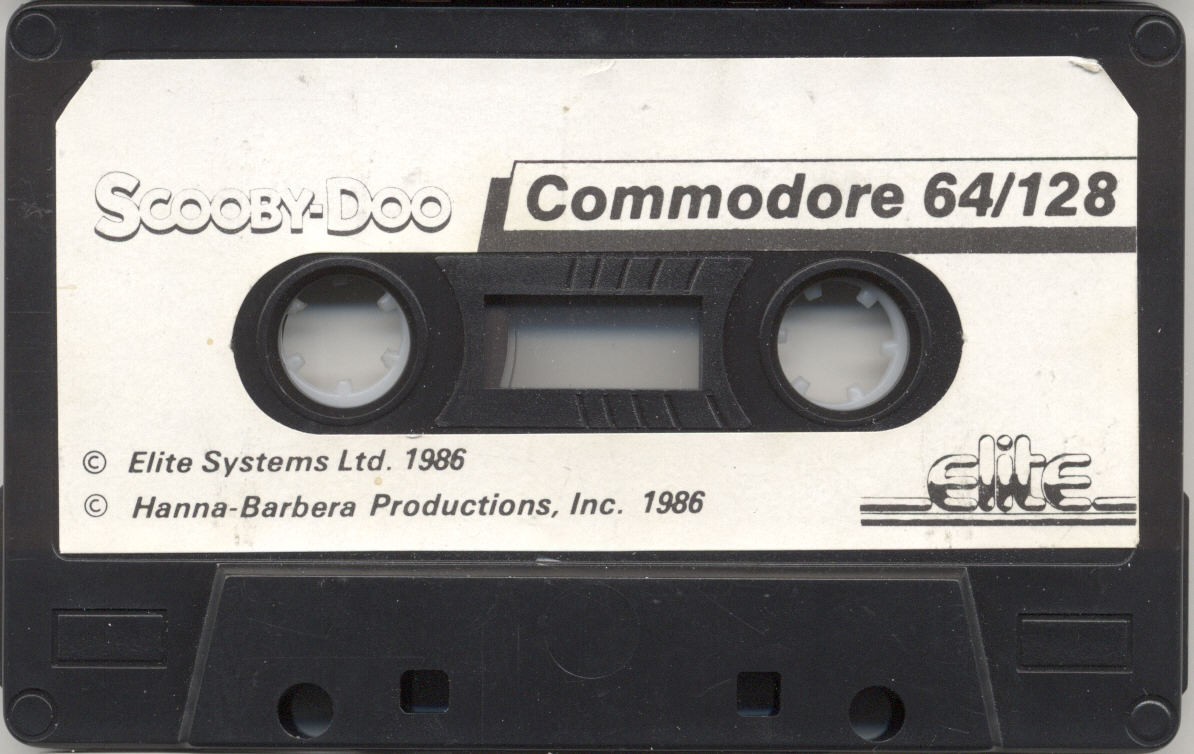 SCOOBY-DOO
Commodore 64/128
© Elite Systems Ltd. 1986
© Hanna-Barbera Productions, Inc. 1986
elite